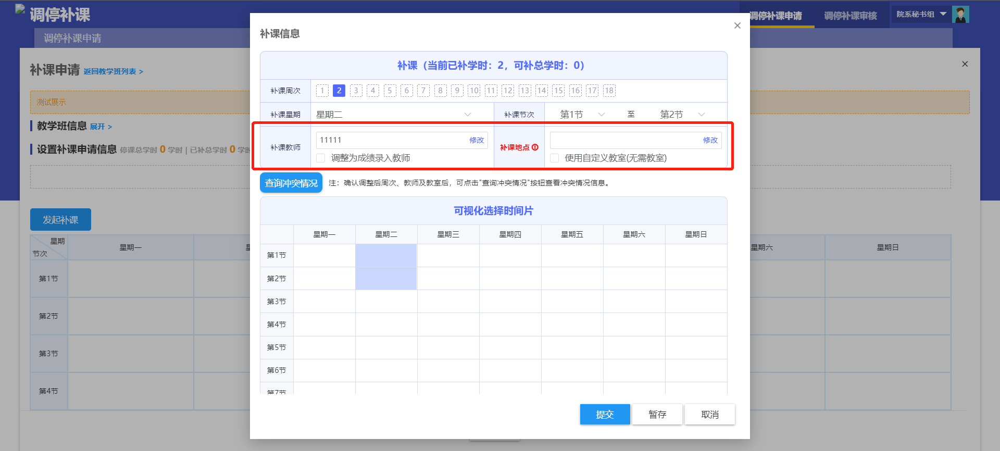 调停补课
调停补课申请 调停补课审核 院系秘书组
调停补课申请
补课申请 返回教学班列表 >
测试展示
教学班信息 展开 >
设置补课申请信息 停课总学时 0 学时 | 已补总学时 0 学时
发起补课
星期 节次 星期一 星期六 星期日
第1节
第2节
第3节
第4节
补课信息
补课（当前已补学时：2，可补总学时：0）
补课周次 1 2 3 4 5 6 7 8 9 10 11 12 13 14 15 16 17 18
补课星期 星期二 补课节次 第1节 至 第2节
补课教师 11111 修改 补课地点 修改
调整为成绩录入教师 使用自定义教室(无需教室)
查询冲突情况 注：确认调整后周次、教师及教室后，可点击"查询冲突情况"按钮查看冲突情况信息。
可视化选择时间片
星期一 星期二 星期三 星期四 星期五 星期六 星期日
第1节
第2节
第3节
第4节
第5节
第6节
第7节
提交 暂存 取消